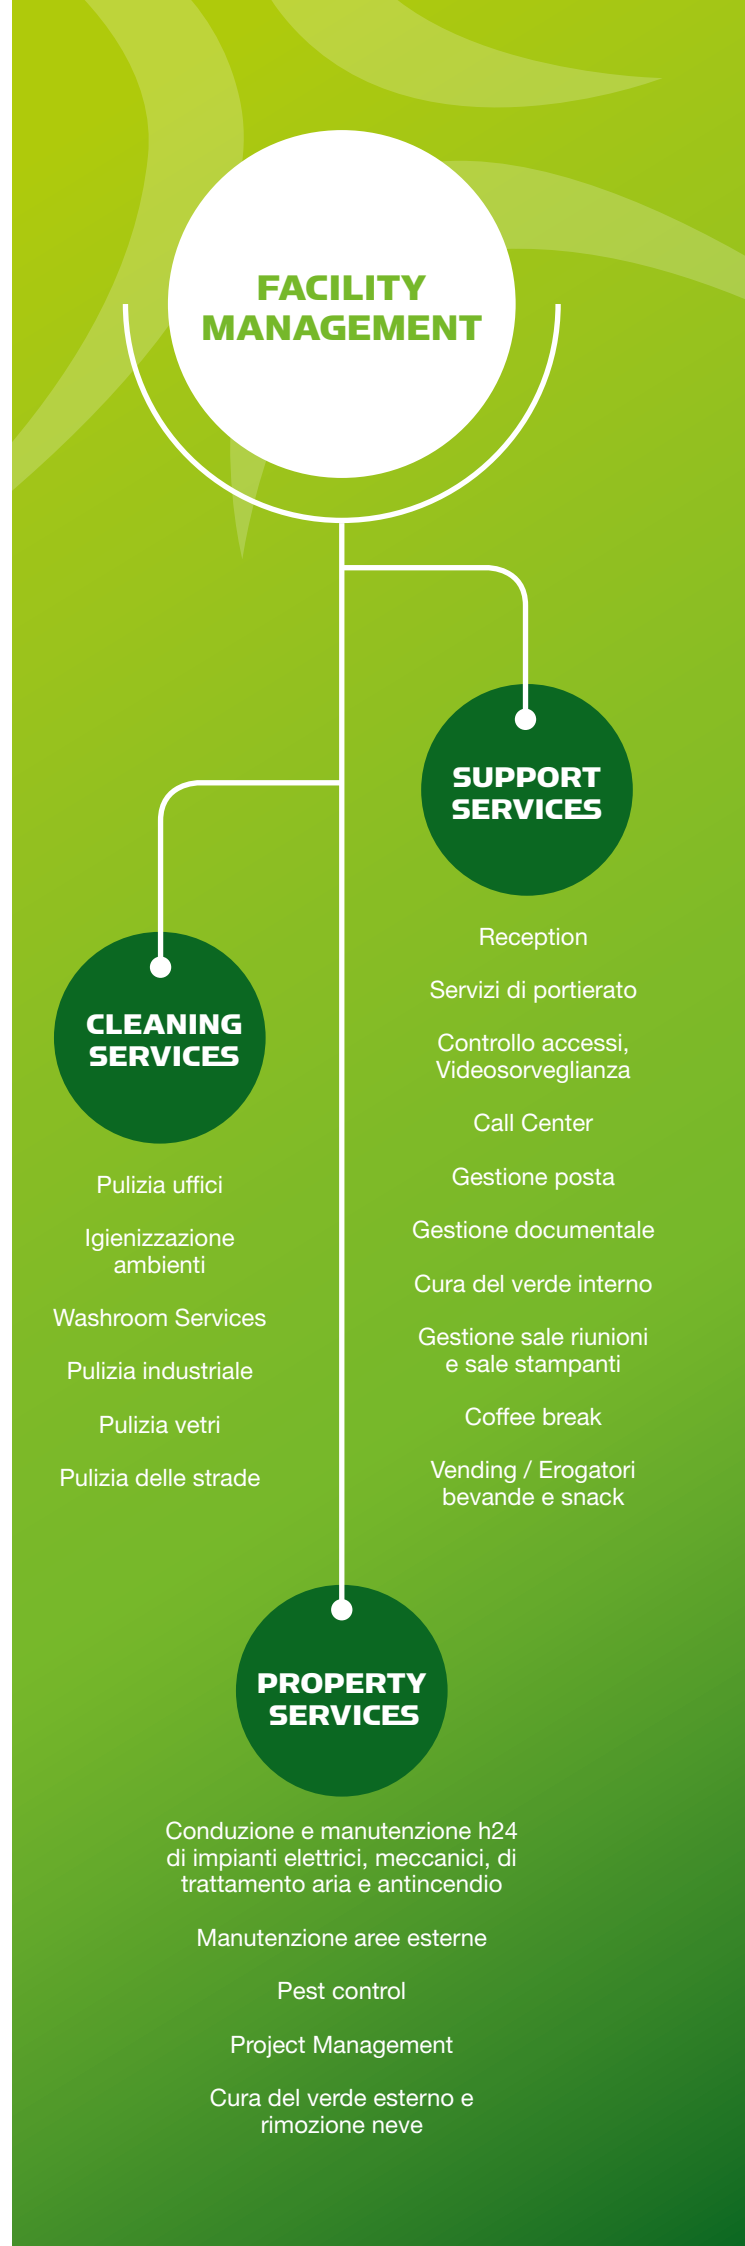 FACILITY
MANAGEMENT
SUPPORT
SERVICES
Reception
Servizi di portierato
Controllo accessi,
Videosorveglianza
Call Center
Gestione posta
Gestione documentale
Cura del verde interno
Gestione sale riunioni
e sale stampanti
Coffee break
Vending / Erogatori
bevande e snack
CLEANING
SERVICES
Pulizia uffici
Igienizzazione
ambienti
Washroom Services
Pulizia industriale
Pulizia vetri
Pulizia delle strade
PROPERTY
SERVICES
Conduzione e manutenzione h24
di impianti elettrici, meccanici, di
trattamento aria e antincendio
Manutenzione aree esterne
Pest control
Project Management
Cura del verde esterno e
rimozione neve